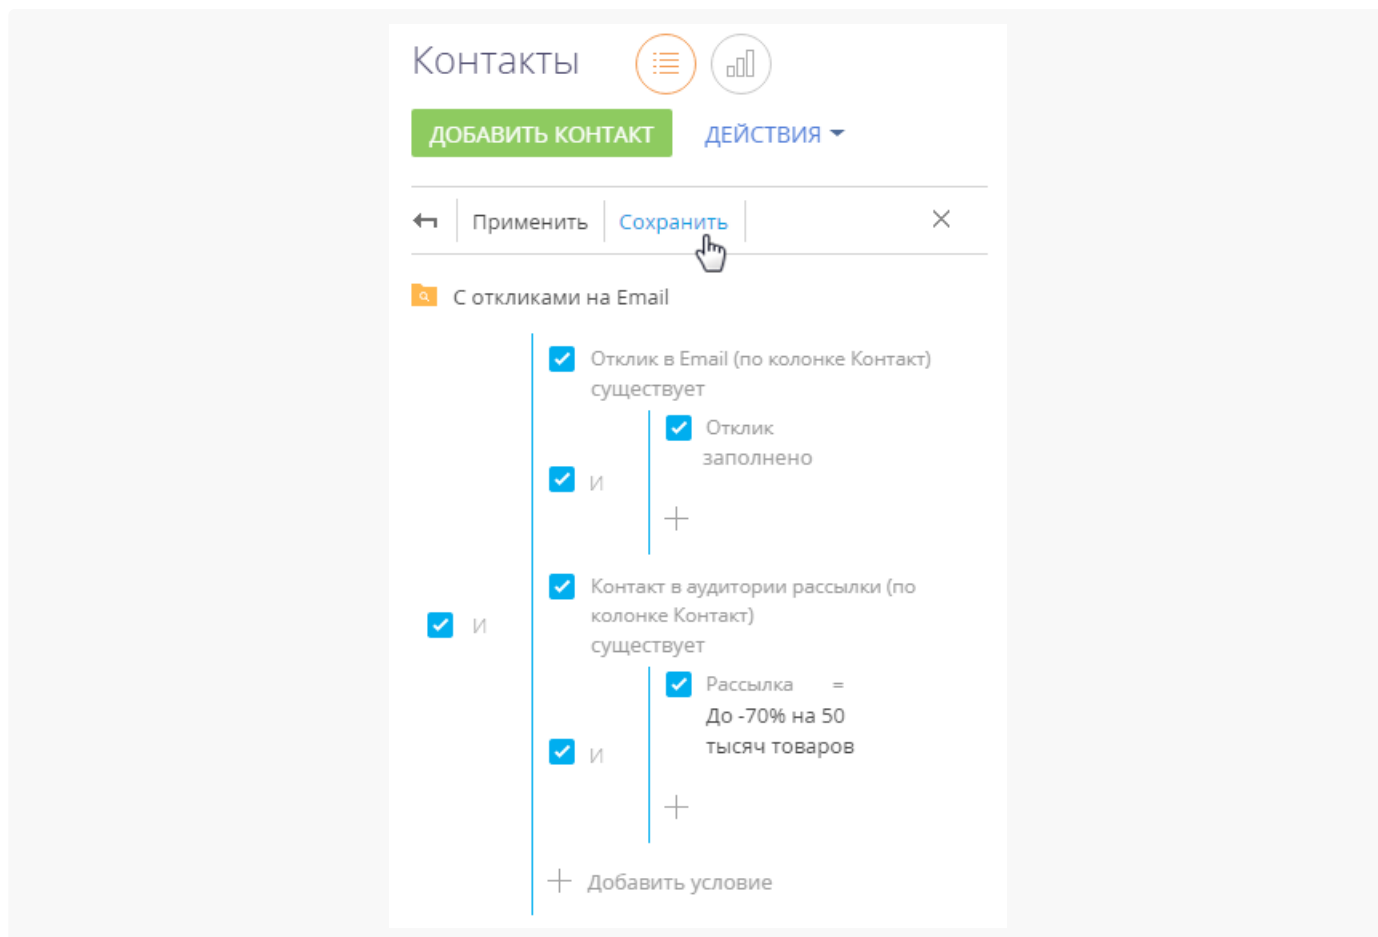 Контакты
ДОБАВИТЬ КОНТАКТ ДЕЙСТВИЯ
Применить Сохранить
С откликами на Email
Отклик в Email (по колонке Контакт)
существует
Отклик
заполнено
И
Контакт в аудитории рассылки (по
колонке Контакт)
И
существует
Рассылка =
До -70% на 50
тысяч товаров
И
Добавить условие